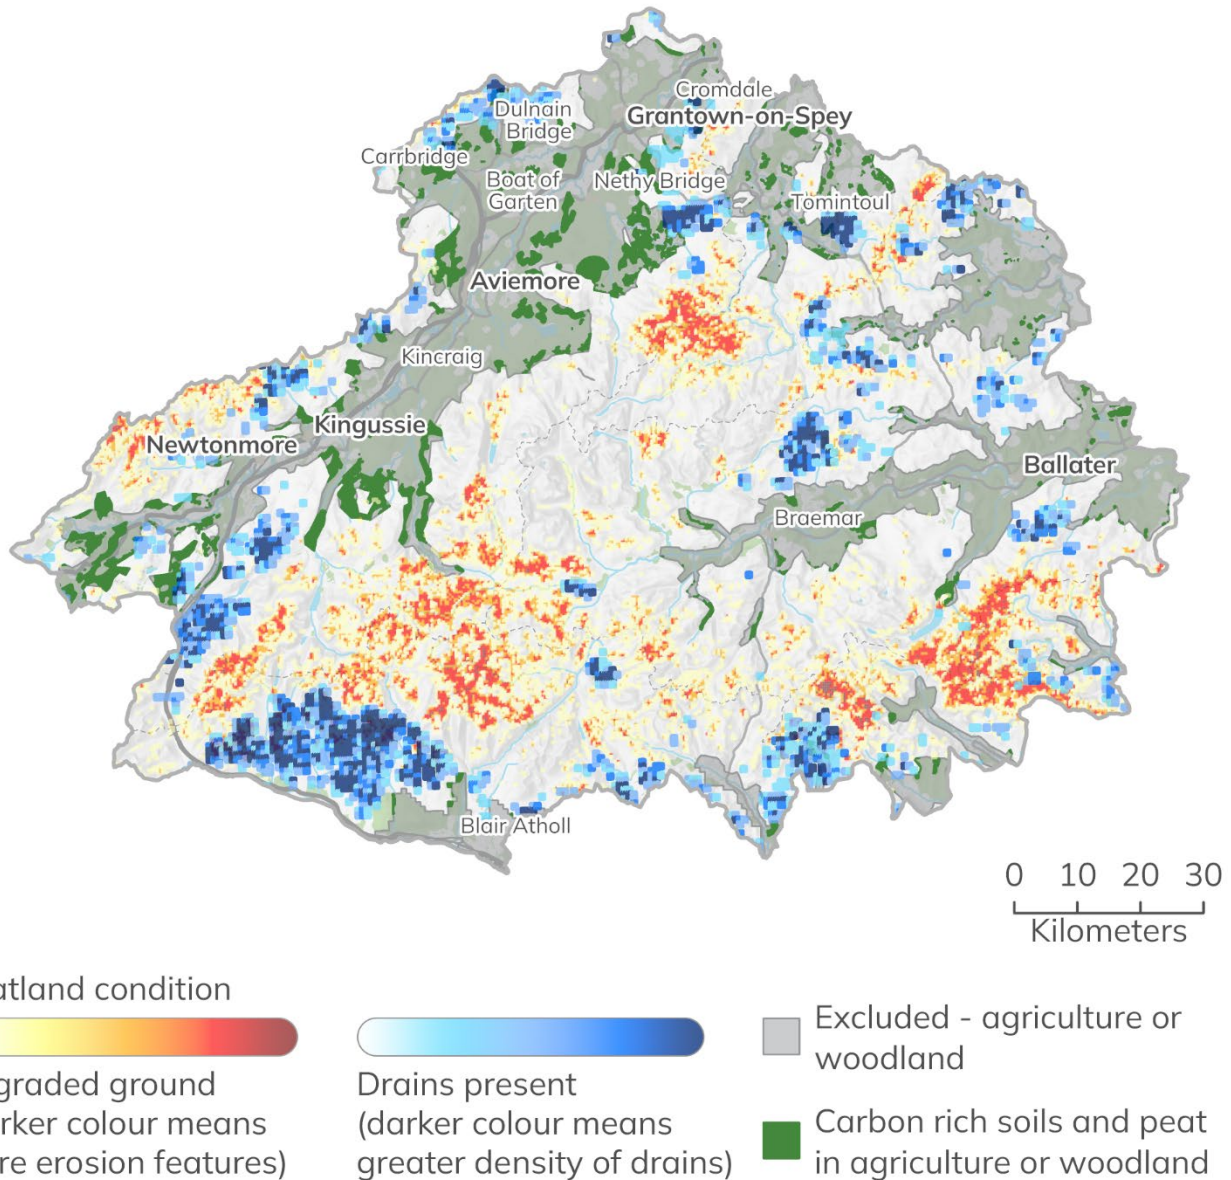 Cromdale
Grantown-on-Spey
Dulnain
Bridge
Carrbridge
Boat of
Garten
Nethy Bridge
Tomintoul
Aviemore
Kincraig
Kingussie
Newtonmore
Ballater
Braemar
Blair Atholl
0 10 20 30
Kilometers
atland condition
graded ground
rker colour means
re erosion features)
Drains present
(darker colour means
greater density of drains)
Excluded - agriculture or
woodland
Carbon rich soils and peat
in agriculture or woodland